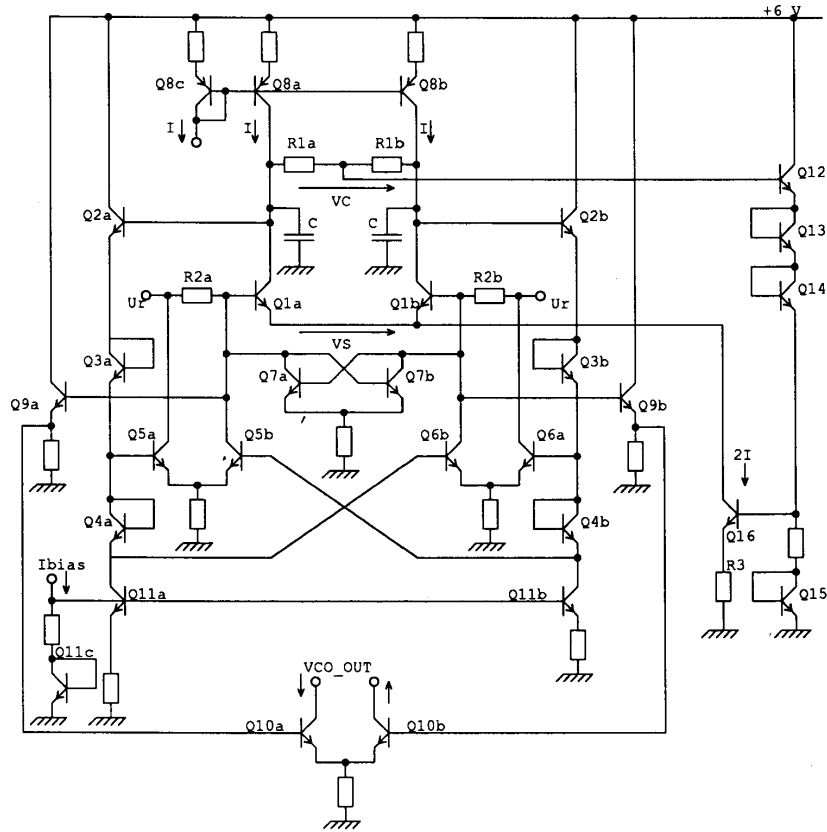 +6 V
Q8c
Q8a
Q8b
I
I
I
R1a
R1b
Q12
VC
Q2a
C
C
Q2b
Q13
R2a
R2b
Q14
Ur
Q1a
Q1b
Ur
VS
Q3a
Q7a
Q7b
Q3b
Q9a
Q9b
Q5a
Q5b
Q6b
Q6a
2I
Q4a
Q4b
Q16
Ibias
R3
Q11a
Q11b
Q15
Q11c
VCO_OUT
Q10a
Q10b